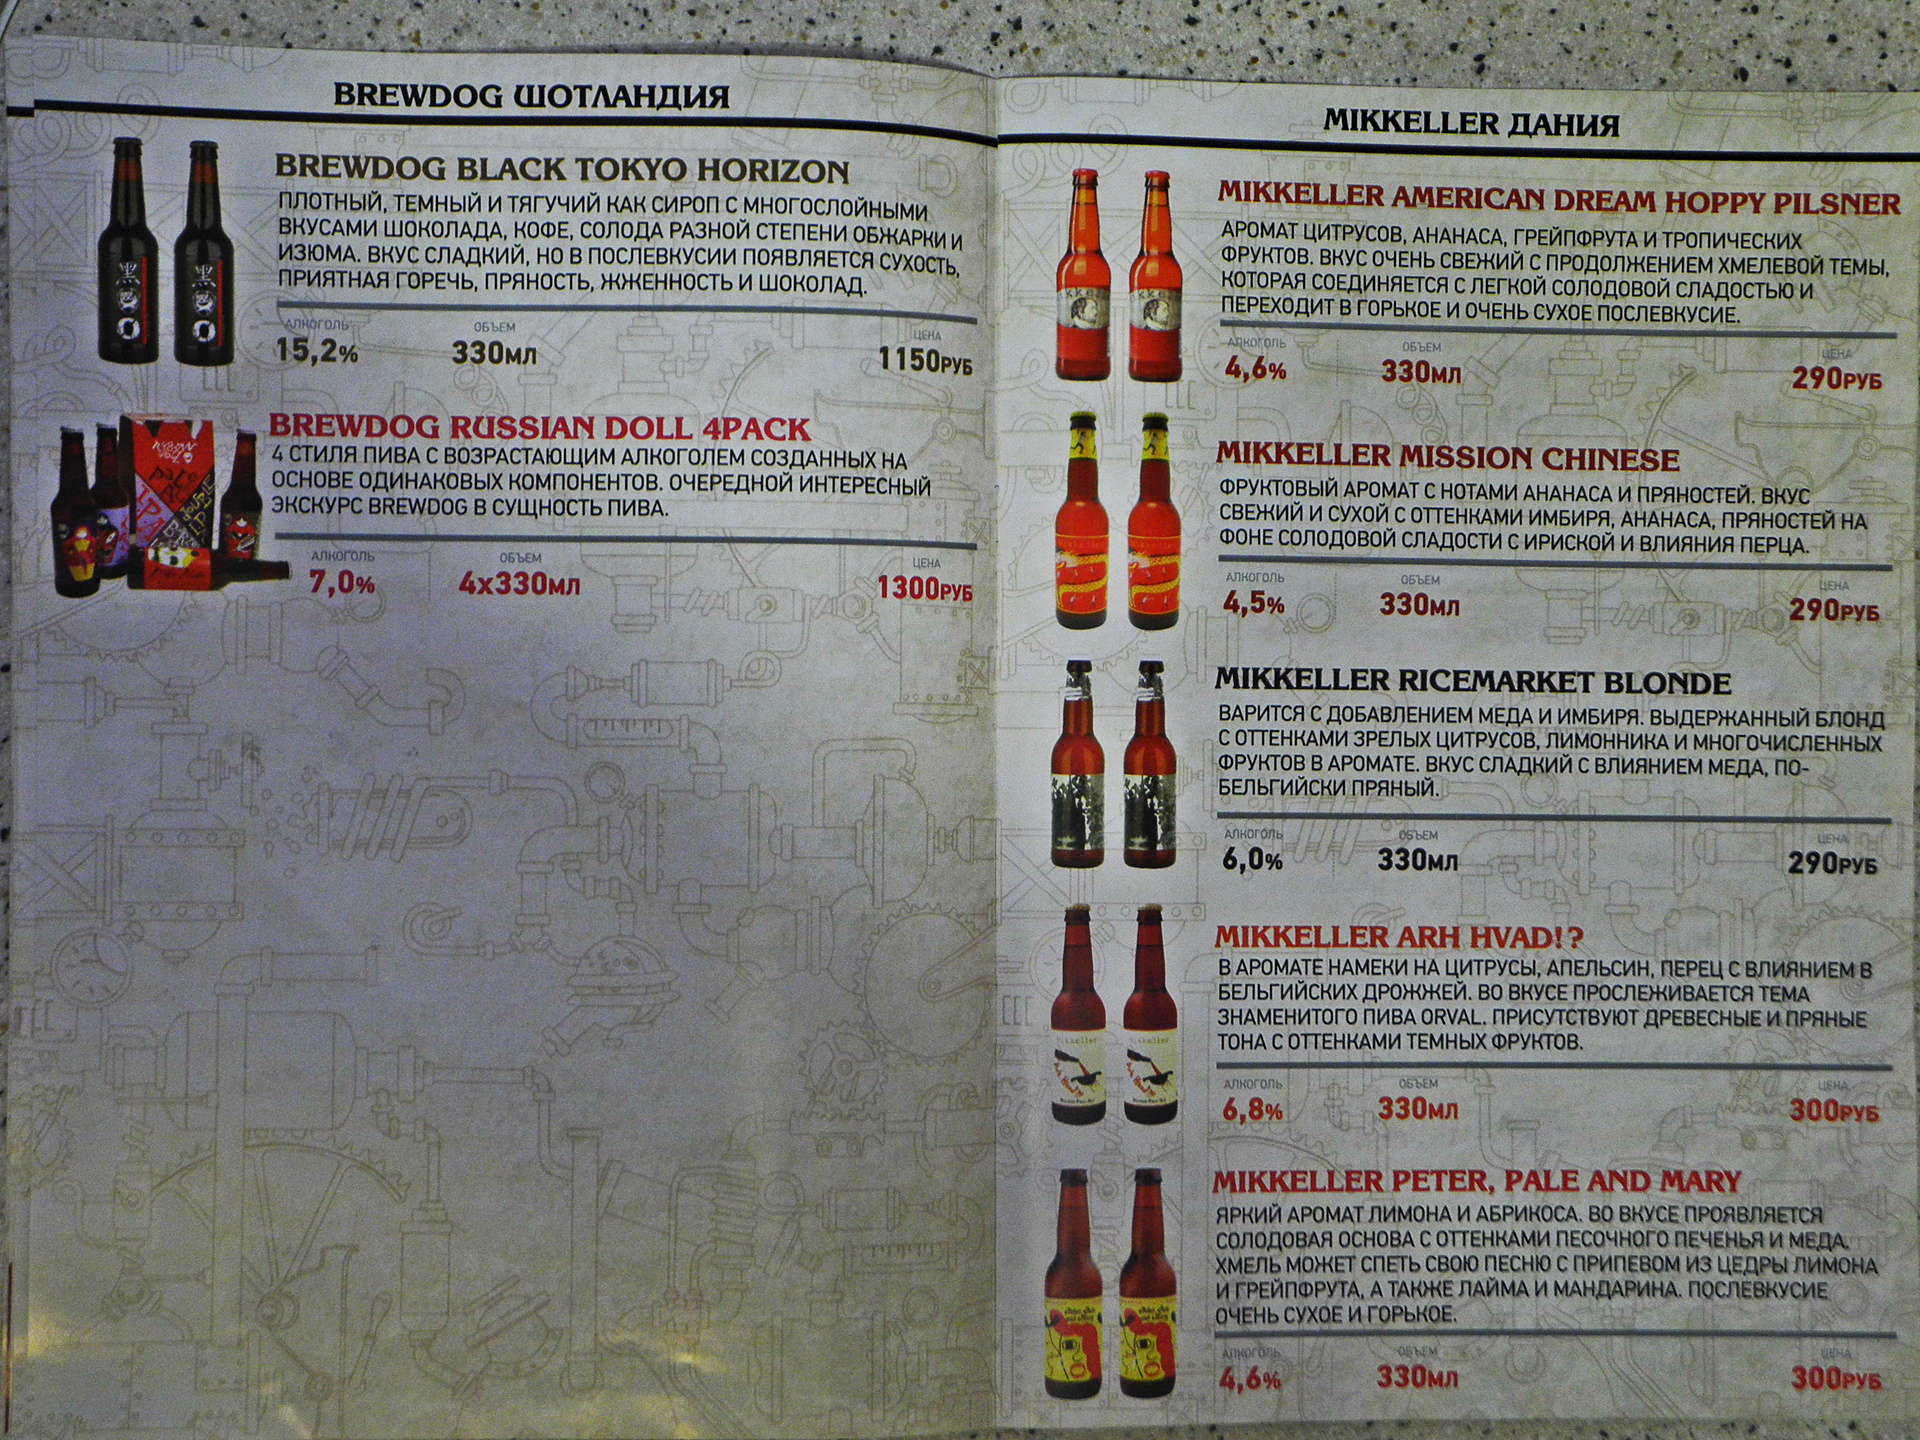 BREWDOG ШОТЛАНДИЯ
BREWDOG BLACK TOKYO HORIZON
ПЛОТНЫЙ, ТЕМНЫЙ И ТЯГУЧИЙ КАК СИРОП С МНОГОСЛОЙНЫМИ
ВКУСАМИ ШОКОЛАДА, КОФЕ, СОЛОДА РАЗНОЙ СТЕПЕНИ ОБЖАРКИ И
ИЗЮМА. ВКУС СЛАДКИЙ, НО В ПОСЛЕВКУСИИ ПОЯВЛЯЕТСЯ СУХОСТЬ,
ПРИЯТНАЯ ГОРЕЧЬ, ПРЯНОСТЬ, ЖЖЕННОСТЬ И ШОКОЛАД.
АЛКОГОЛЬ ОБЪЕМ ЦЕНА
15,2% 330МЛ 1150РУБ
BREWDOG RUSSIAN DOLL 4PACK
4 СТИЛЯ ПИВА С ВОЗРАСТАЮЩИМ АЛКОГОЛЕМ СОЗДАННЫХ НА
ОСНОВЕ ОДИНАКОВЫХ КОМПОНЕНТОВ. ОЧЕРЕДНОЙ ИНТЕРЕСНЫЙ
ЭКСКУРС BREWDOG В СУЩНОСТЬ ПИВА.
АЛКОГОЛЬ ОБЪЕМ ЦЕНА
7,0% 4х330МЛ 1300РУБ
MIKKELLER ДАНИЯ
MIKKELLER AMERICAN DREAM HOPPY PILSNER
АРОМАТ ЦИТРУСОВ, АНАНАСА, ГРЕЙПФРУТА И ТРОПИЧЕСКИХ
ФРУКТОВ. ВКУС ОЧЕНЬ СВЕЖИЙ С ПРОДОЛЖЕНИЕМ ХМЕЛЕВОЙ ТЕМЫ,
КОТОРАЯ СОЕДИНЯЕТСЯ С ЛЕГКОЙ СОЛОДОВОЙ СЛАДОСТЬЮ И
ПЕРЕХОДИТ В ГОРЬКОЕ И ОЧЕНЬ СУХОЕ ПОСЛЕВКУСИЕ.
АЛКОГОЛЬ ОБЪЕМ ЦЕНА
4,6% 330МЛ 290РУБ
MIKKELLER MISSION CHINESE
ФРУКТОВЫЙ АРОМАТ С НОТАМИ АНАНАСА И ПРЯНОСТЕЙ. ВКУС
СВЕЖИЙ И СУХОЙ С ОТТЕНКАМИ ИМБИРЯ, АНАНАСА, ПРЯНОСТЕЙ НА
ФОНЕ СОЛОДОВОЙ СЛАДОСТИ С ИРИСКОЙ И ВЛИЯНИЯ ПЕРЦА.
АЛКОГОЛЬ ОБЪЕМ ЦЕНА
4,5% 330МЛ 290РУБ
MIKKELLER RICEMARKET BLONDE
ВАРИТСЯ С ДОБАВЛЕНИЕМ МЕДА И ИМБИРЯ. ВЫДЕРЖАННЫЙ БЛОНД
С ОТТЕНКАМИ ЗРЕЛЫХ ЦИТРУСОВ, ЛИМОННИКА И МНОГОЧИСЛЕННЫХ
ФРУКТОВ В АРОМАТЕ. ВКУС СЛАДКИЙ С ВЛИЯНИЕМ МЕДА, ПО-
БЕЛЬГИЙСКИ ПРЯНЫЙ.
АЛКОГОЛЬ ОБЪЕМ ЦЕНА
6,0% 330МЛ 290РУБ
MIKKELLER ARH HVAD!?
В АРОМАТЕ НАМЕКИ НА ЦИТРУСЫ, АПЕЛЬСИН, ПЕРЕЦ С ВЛИЯНИЕМ В
БЕЛЬГИЙСКИХ ДРОЖЖЕЙ. ВО ВКУСЕ ПРОСЛЕЖИВАЕТСЯ ТЕМА
ЗНАМЕНИТОГО ПИВА ORVAL. ПРИСУТСТВУЮТ ДРЕВЕСНЫЕ И ПРЯНЫЕ
ТОНА С ОТТЕНКАМИ ТЕМНЫХ ФРУКТОВ.
АЛКОГОЛЬ ОБЪЕМ ЦЕНА
6,8% 330МЛ 300РУБ
MIKKELLER PETER, PALE AND MARY
ЯРКИЙ АРОМАТ ЛИМОНА И АБРИКОСА. ВО ВКУСЕ ПРОЯВЛЯЕТСЯ
СОЛОДОВАЯ ОСНОВА С ОТТЕНКАМИ ПЕСОЧНОГО ПЕЧЕНЬЯ И МЕДА.
ХМЕЛЬ МОЖЕТ СПЕТЬ СВОЮ ПЕСНЮ С ПРИПЕВОМ ИЗ ЦЕДРЫ ЛИМОНА
И ГРЕЙПФРУТА, А ТАКЖЕ ЛАЙМА И МАНДАРИНА. ПОСЛЕВКУСИЕ
ОЧЕНЬ СУХОЕ И ГОРЬКОЕ.
АЛКОГОЛЬ ОБЪЕМ ЦЕНА
4,6% 330МЛ 300РУБ